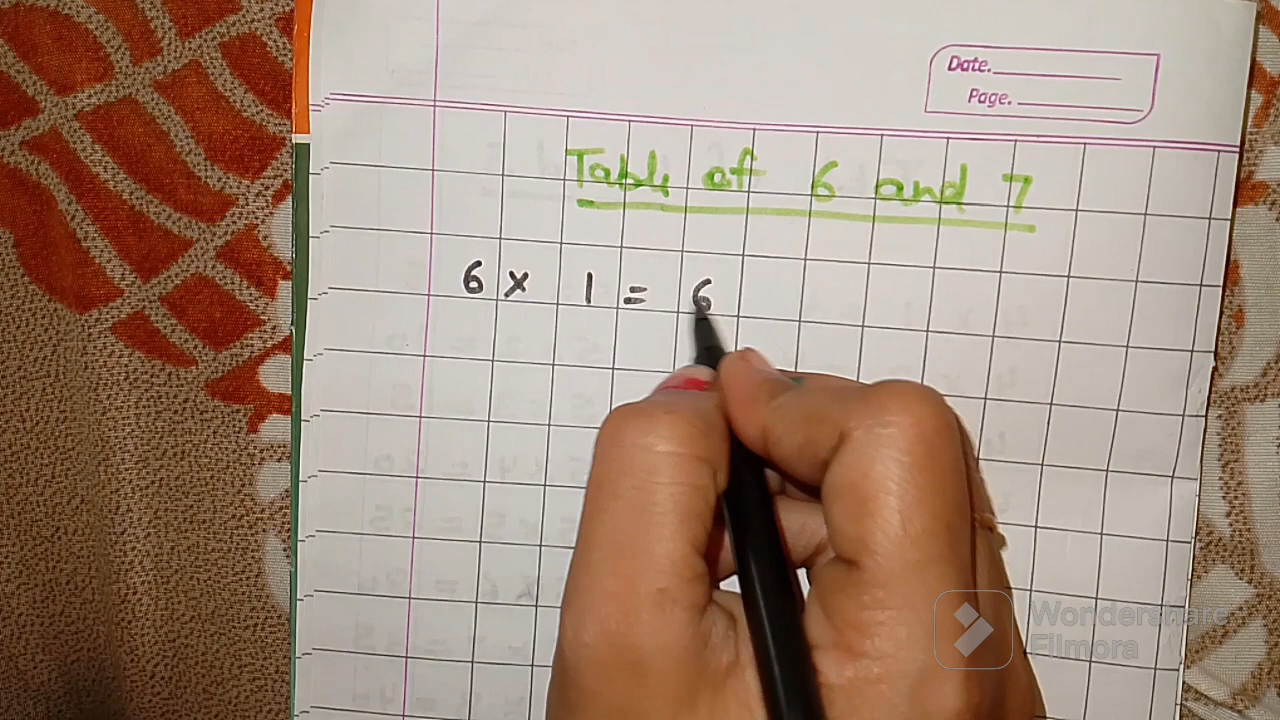 Date.
Page.
Table of 6 and 7
6 x 1 = 6
Wondershare
Filmora